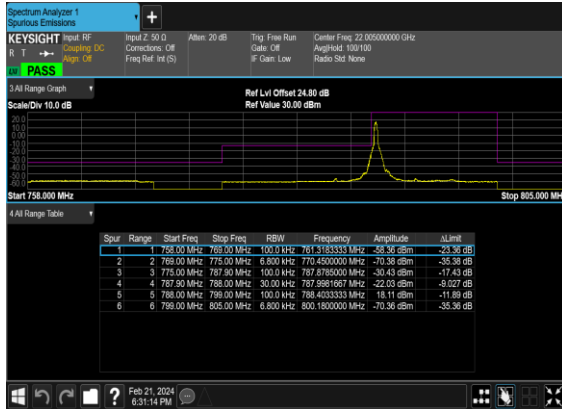 Spectrum Analyzer 1
Spurious Emissions
+
KEYSIGHT Input: RF Input Z: 50 Ω Atten: 20 dB Trig: Free Run Center Freq: 22.005000000 GHz
R T Coupling: DC Corrections: Off Gate: Off Avg|Hold: 100/100
Align: Off Freq Ref: Int (S) IF Gain: Low Radio Std: None
PASS
3 All Range Graph
Ref Lvl Offset 24.80 dB
Scale/Div 10.0 dB Ref Value 30.00 dBm
20.0
10.0
0.00
-10.0
-20.0
-30.0
-40.0
-50.0
-60.0
Start 758.000 MHz Stop 805.000 MH
4 All Range Table
Spur Range Start Freq Stop Freq RBW Frequency Amplitude ΔLimit
1 1 758.00 MHz 769.00 MHz 100.0 kHz 761.3183333 MHz -58.36 dBm -23.36 dB
2 2 769.00 MHz 775.00 MHz 6.800 kHz 770.4500000 MHz -70.38 dBm -35.38 dB
3 3 775.00 MHz 787.90 MHz 100.0 kHz 787.8785000 MHz -30.43 dBm -17.43 dB
4 4 787.90 MHz 788.00 MHz 30.00 kHz 787.9981667 MHz -22.03 dBm -9.027 dB
5 5 788.00 MHz 799.00 MHz 100.0 kHz 788.4033333 MHz 18.11 dBm -11.89 dB
6 6 799.00 MHz 805.00 MHz 6.800 kHz 800.1800000 MHz -70.36 dBm -35.36 dB
? Feb 21, 2024
6:31:14 PM